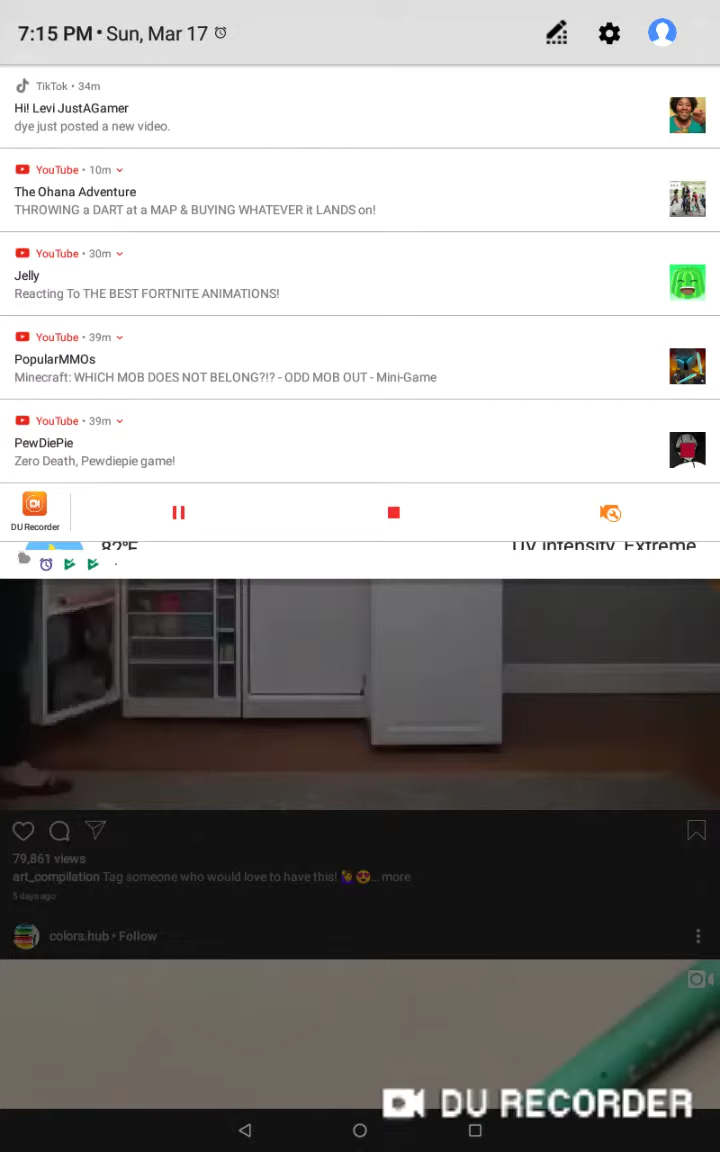 7:15 PM • Sun, Mar 17
TikTok • 34m
Hi! Levi JustAGamer
dye just posted a new video.
YouTube • 10m
The Ohana Adventure
THROWING a DART at a MAP & BUYING WHATEVER it LANDS on!
YouTube • 30m
Jelly
Reacting To THE BEST FORTNITE ANIMATIONS!
YouTube • 39m
PopularMMOs
Minecraft: WHICH MOB DOES NOT BELONG?!? - ODD MOB OUT - Mini-Game
YouTube • 39m
PewDiePie
Zero Death, Pewdiepie game!
DU Recorder
82°F UV intensity Extreme
79,861 views
art_compilation Tag someone who would love to have this! 🙋‍♀️😍... more
5 days ago
colors.hub • Follow
DU RECORDER